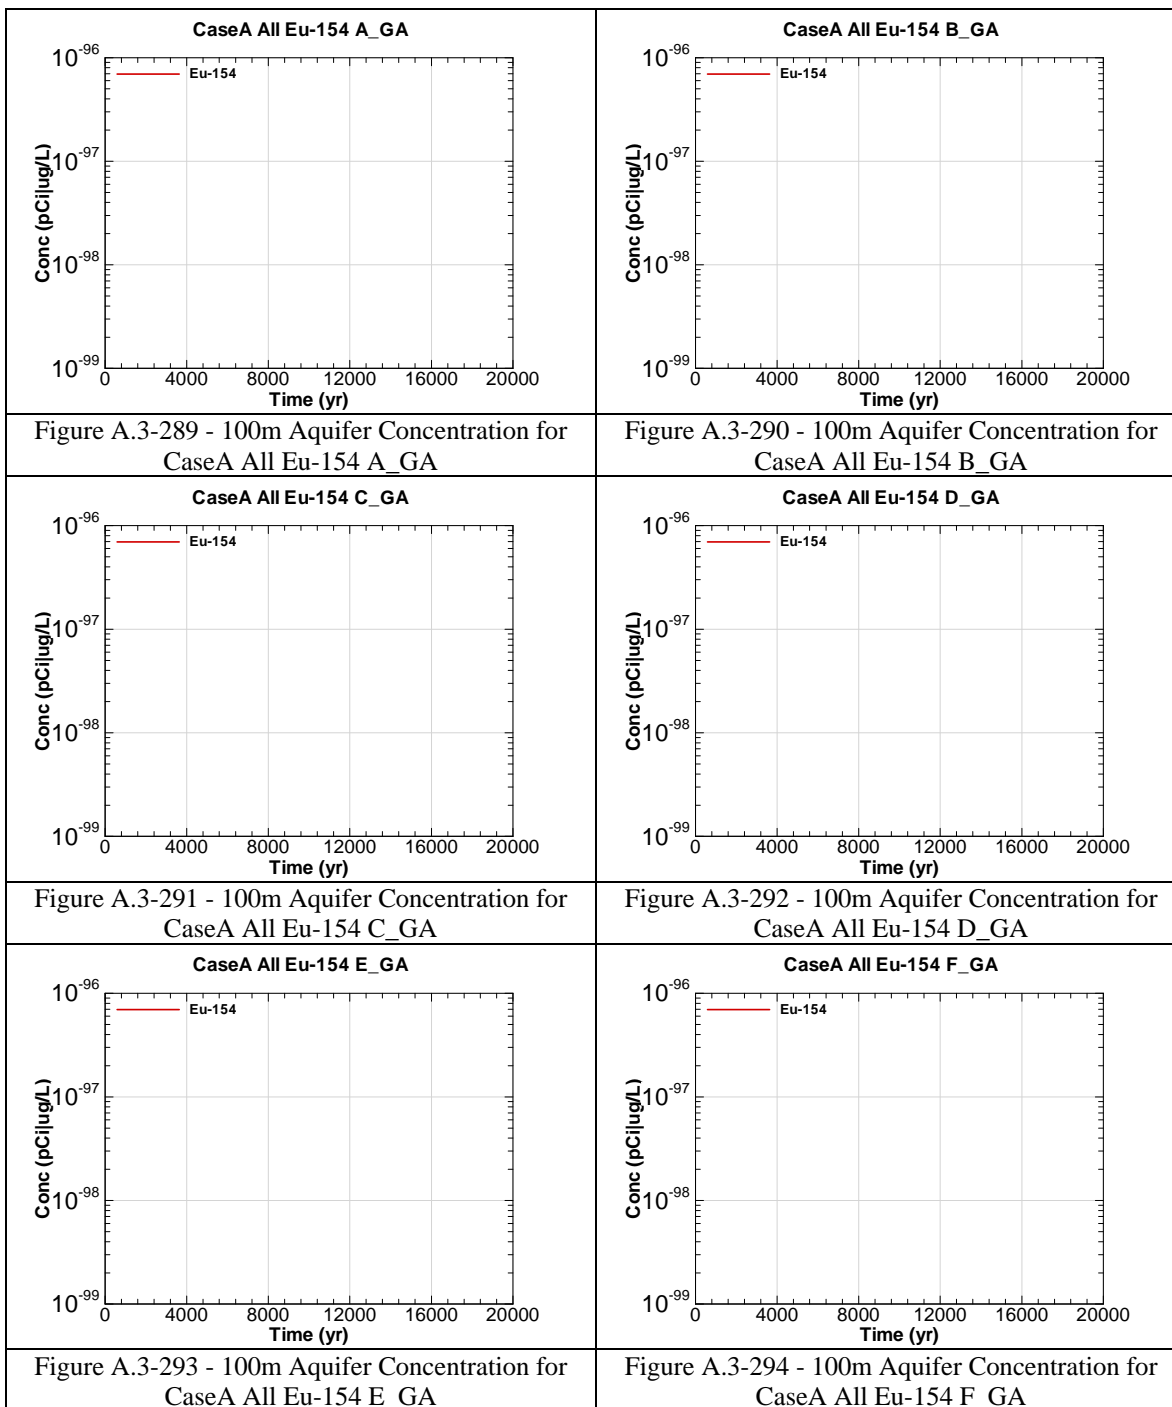 CaseA All Eu-154 A_GA
Eu-154
Conc (pCi|ug/L)
10-96
10-97
10-98
10-99
0 4000 8000 12000 16000 20000
Time (yr)
Figure A.3-289 - 100m Aquifer Concentration for
CaseA All Eu-154 A_GA
CaseA All Eu-154 B_GA
Eu-154
Conc (pCi|ug/L)
10-96
10-97
10-98
10-99
0 4000 8000 12000 16000 20000
Time (yr)
Figure A.3-290 - 100m Aquifer Concentration for
CaseA All Eu-154 B_GA
CaseA All Eu-154 C_GA
Eu-154
Conc (pCi|ug/L)
10-96
10-97
10-98
10-99
0 4000 8000 12000 16000 20000
Time (yr)
Figure A.3-291 - 100m Aquifer Concentration for
CaseA All Eu-154 C_GA
CaseA All Eu-154 D_GA
Eu-154
Conc (pCi|ug/L)
10-96
10-97
10-98
10-99
0 4000 8000 12000 16000 20000
Time (yr)
Figure A.3-292 - 100m Aquifer Concentration for
CaseA All Eu-154 D_GA
CaseA All Eu-154 E_GA
Eu-154
Conc (pCi|ug/L)
10-96
10-97
10-98
10-99
0 4000 8000 12000 16000 20000
Time (yr)
Figure A.3-293 - 100m Aquifer Concentration for
CaseA All Eu-154 E_GA
CaseA All Eu-154 F_GA
Eu-154
Conc (pCi|ug/L)
10-96
10-97
10-98
10-99
0 4000 8000 12000 16000 20000
Time (yr)
Figure A.3-294 - 100m Aquifer Concentration for
CaseA All Eu-154 F_GA